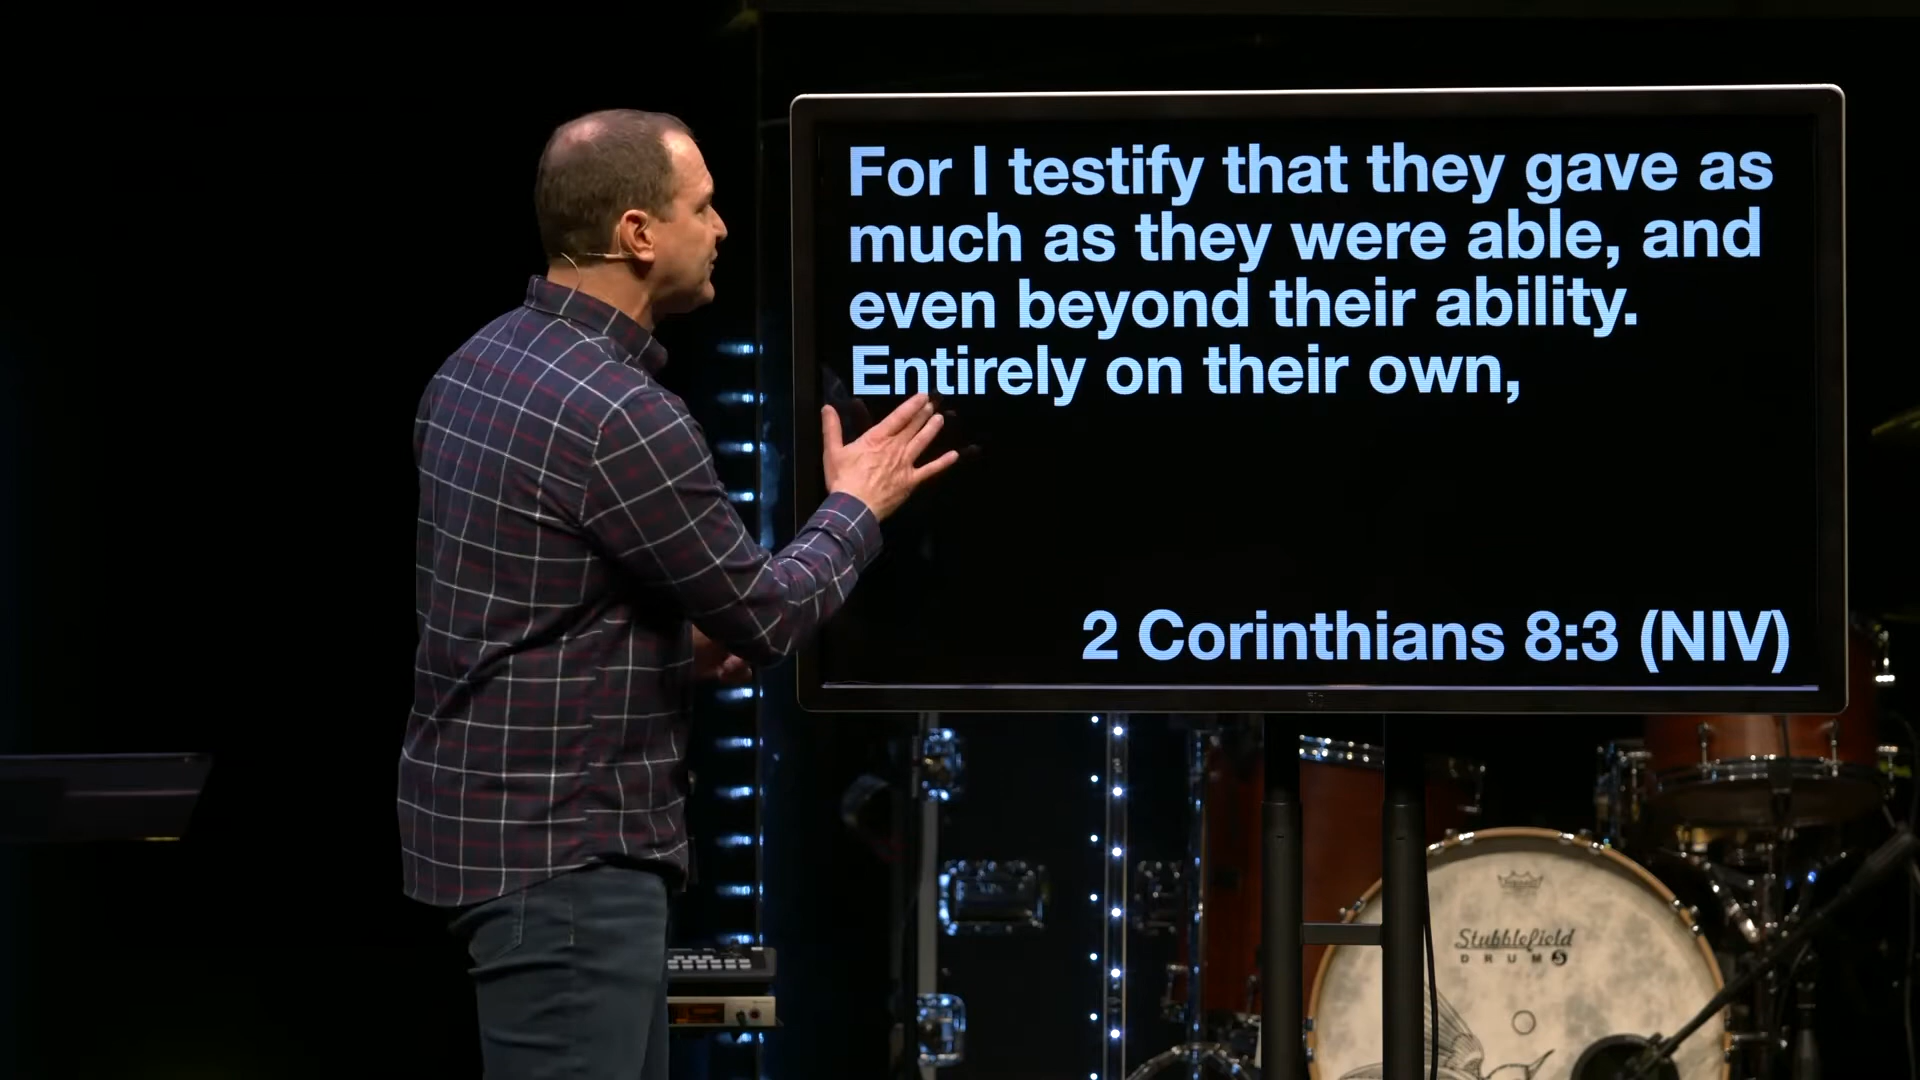 For I testify that they gave as
much as they were able, and
even beyond their ability.
Entirely on their own,
2 Corinthians 8:3 (NIV)
Stubblefield
DRUMS